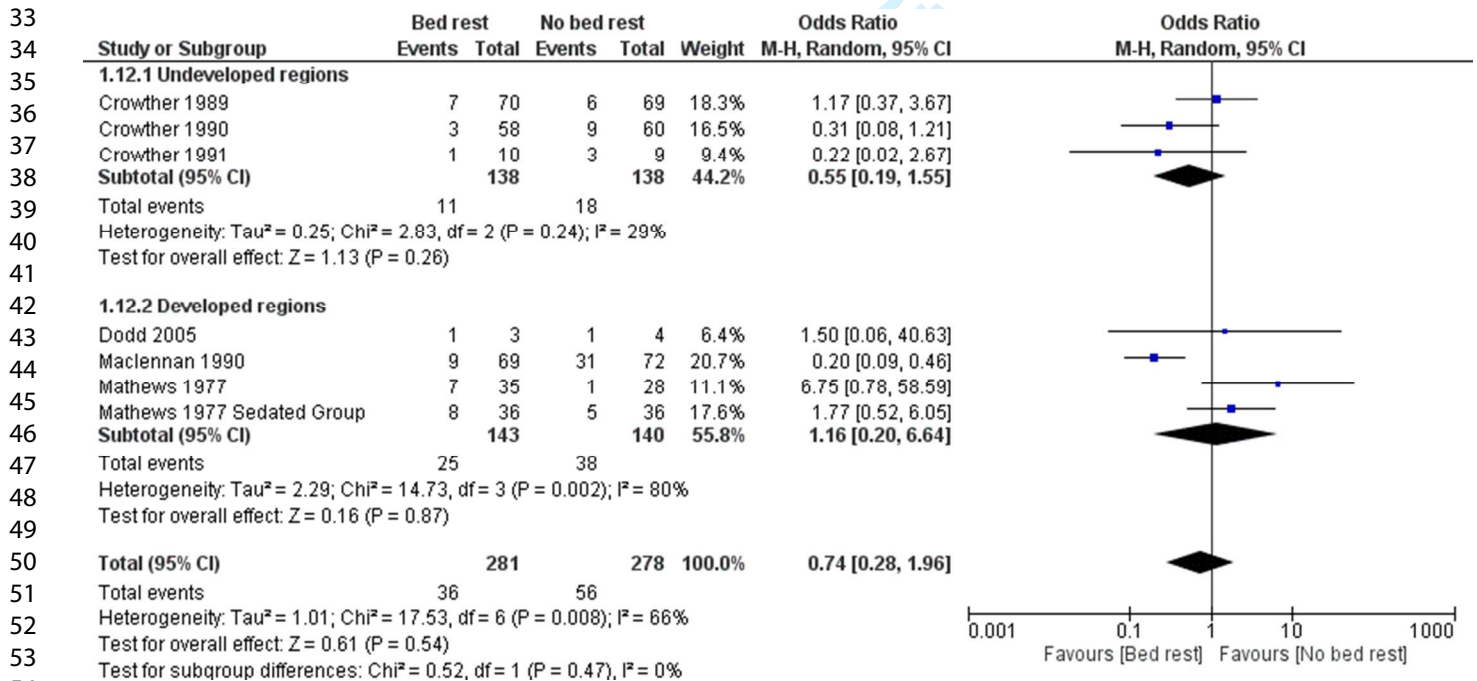 33
34
35
36
37
38
39
40
41
42
43
44
45
46
47
48
49
50
51
52
53
Bed rest No bed rest Odds Ratio Odds Ratio
Study or Subgroup Events Total Events Total Weight M-H, Random, 95% CI M-H, Random, 95% CI
1.12.1 Undeveloped regions
Crowther 1989 7 70 6 69 18.3% 1.17 [0.37, 3.67]
Crowther 1990 3 58 9 60 16.5% 0.31 [0.08, 1.21]
Crowther 1991 1 10 3 9 9.4% 0.22 [0.02, 2.67]
Subtotal (95% CI) 138 138 44.2% 0.55 [0.19, 1.55]
Total events 11 18
Heterogeneity: Tau² = 0.25; Chi² = 2.83, df = 2 (P = 0.24); I² = 29%
Test for overall effect: Z = 1.13 (P = 0.26)
1.12.2 Developed regions
Dodd 2005 1 3 1 4 6.4% 1.50 [0.06, 40.63]
Maclennan 1990 9 69 31 72 20.7% 0.20 [0.09, 0.46]
Mathews 1977 7 35 1 28 11.1% 6.75 [0.78, 58.59]
Mathews 1977 Sedated Group 8 36 5 36 17.6% 1.77 [0.52, 6.05]
Subtotal (95% CI) 143 140 55.8% 1.16 [0.20, 6.64]
Total events 25 38
Heterogeneity: Tau² = 2.29; Chi² = 14.73, df = 3 (P = 0.002); I² = 80%
Test for overall effect: Z = 0.16 (P = 0.87)
Total (95% CI) 281 278 100.0% 0.74 [0.28, 1.96]
Total events 36 56
Heterogeneity: Tau² = 1.01; Chi² = 17.53, df = 6 (P = 0.008); I² = 66%
Test for overall effect: Z = 0.61 (P = 0.54)
Test for subgroup differences: Chi² = 0.52, df = 1 (P = 0.47), I² = 0%
0.001 0.1 1 10 1000
Favours [Bed rest] Favours [No bed rest]